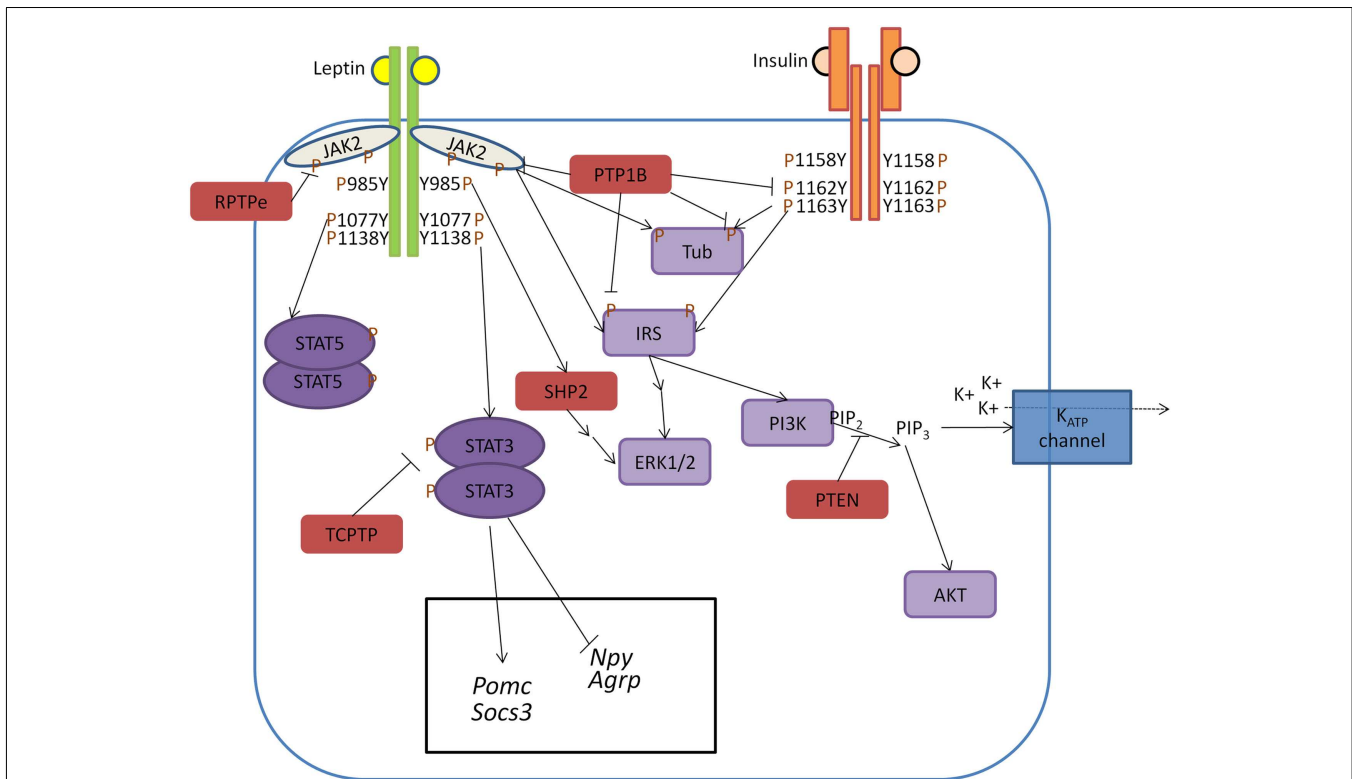 Leptin
Insulin
JAK2
JAK2
P
P
P
P
PTP1B
RPTPe
P985Y
Y985P
P1077Y
Y1077P
P1138Y
Y1138P
P1158Y
Y1158P
P1162Y
Y1162P
P1163Y
Y1163P
P
P
Tub
P
P
IRS
STAT5
P
STAT5
P
SHP2
P
STAT3
P
STAT3
ERK1/2
PI3K
PIP2
PIP3
K+
K+
K+
KATP
channel
PTEN
TCPTP
AKT
Npy
Agrp
Pomc
Socs3